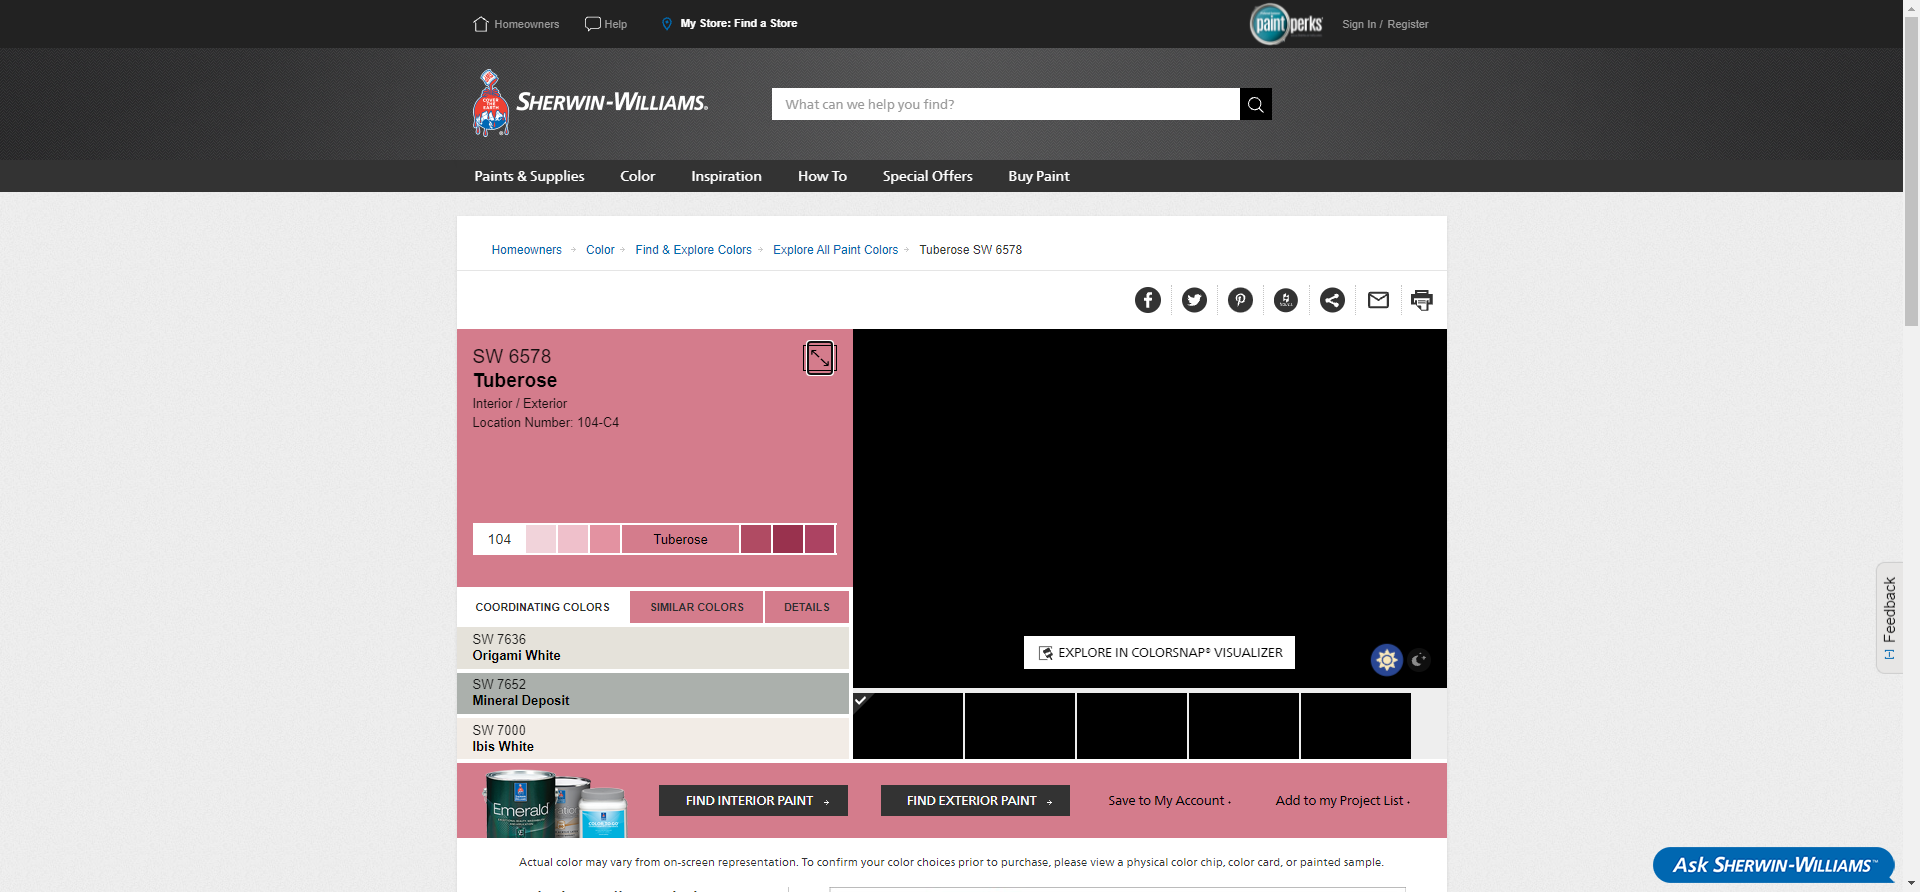 Homeowners
Help
My Store: Find a Store
paint perks
Sign In / Register
COVER THE EARTH
SHERWIN-WILLIAMS.
What can we help you find?
Paints & Supplies
Color
Inspiration
How To
Special Offers
Buy Paint
Homeowners
Color
Find & Explore Colors
Explore All Paint Colors
Tuberose SW 6578
SW 6578
Tuberose
Interior / Exterior
Location Number: 104-C4
104
Tuberose
COORDINATING COLORS
SIMILAR COLORS
DETAILS
SW 7636
Origami White
SW 7652
Mineral Deposit
SW 7000
Ibis White
EXPLORE IN COLORSNAP® VISUALIZER
Emerald
FIND INTERIOR PAINT
FIND EXTERIOR PAINT
Save to My Account
Add to my Project List
Actual color may vary from on-screen representation. To confirm your color choices prior to purchase, please view a physical color chip, color card, or painted sample.
[-] Feedback
Ask SHERWIN-WILLIAMS™